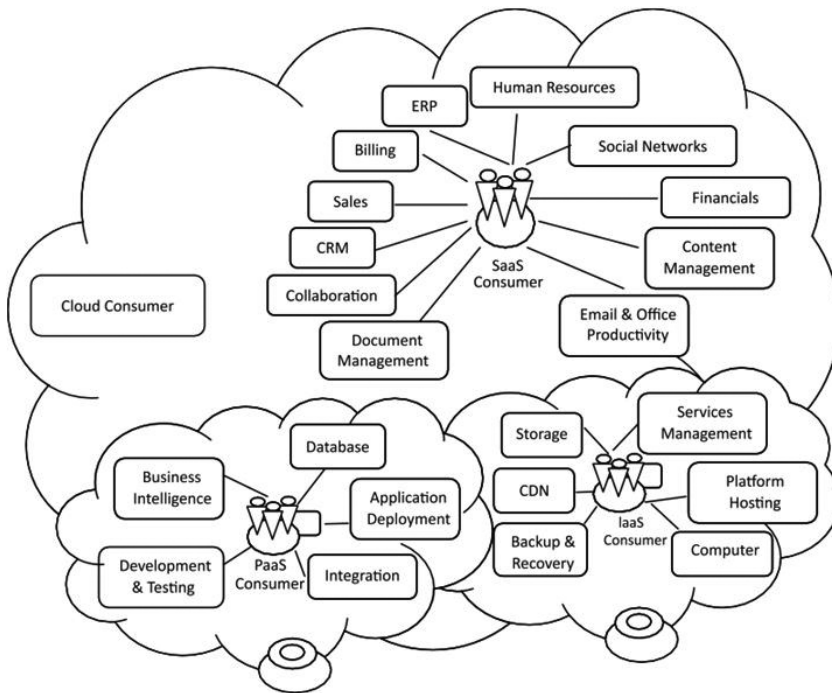 Human Resources
ERP
Social Networks
Billing
Sales
Financials
CRM
Content
Management
SaaS
Consumer
Collaboration
Cloud Consumer
Email & Office
Productivity
Document
Management
Services
Management
Storage
Database
Business
Intelligence
CDN
Platform
Hosting
Application
Deployment
IaaS
Consumer
Backup &
Recovery
Computer
Development
& Testing
PaaS
Consumer
Integration